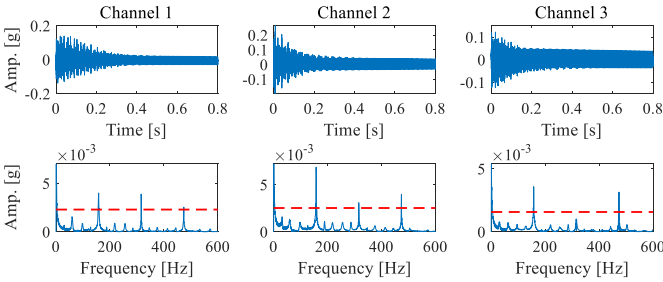 Channel 1
Channel 2
Channel 3
Amp. [g]
0.2
0
-0.2
0 0.2 0.4 0.6 0.8
Time [s]
0.2
0.1
0
-0.1
0 0.2 0.4 0.6 0.8
Time [s]
0.1
0
-0.1
0 0.2 0.4 0.6 0.8
Time [s]
Amp. [g]
×10⁻³
5
0
0 200 400 600
Frequency [Hz]
×10⁻³
5
0
0 200 400 600
Frequency [Hz]
×10⁻³
5
0
0 200 400 600
Frequency [Hz]